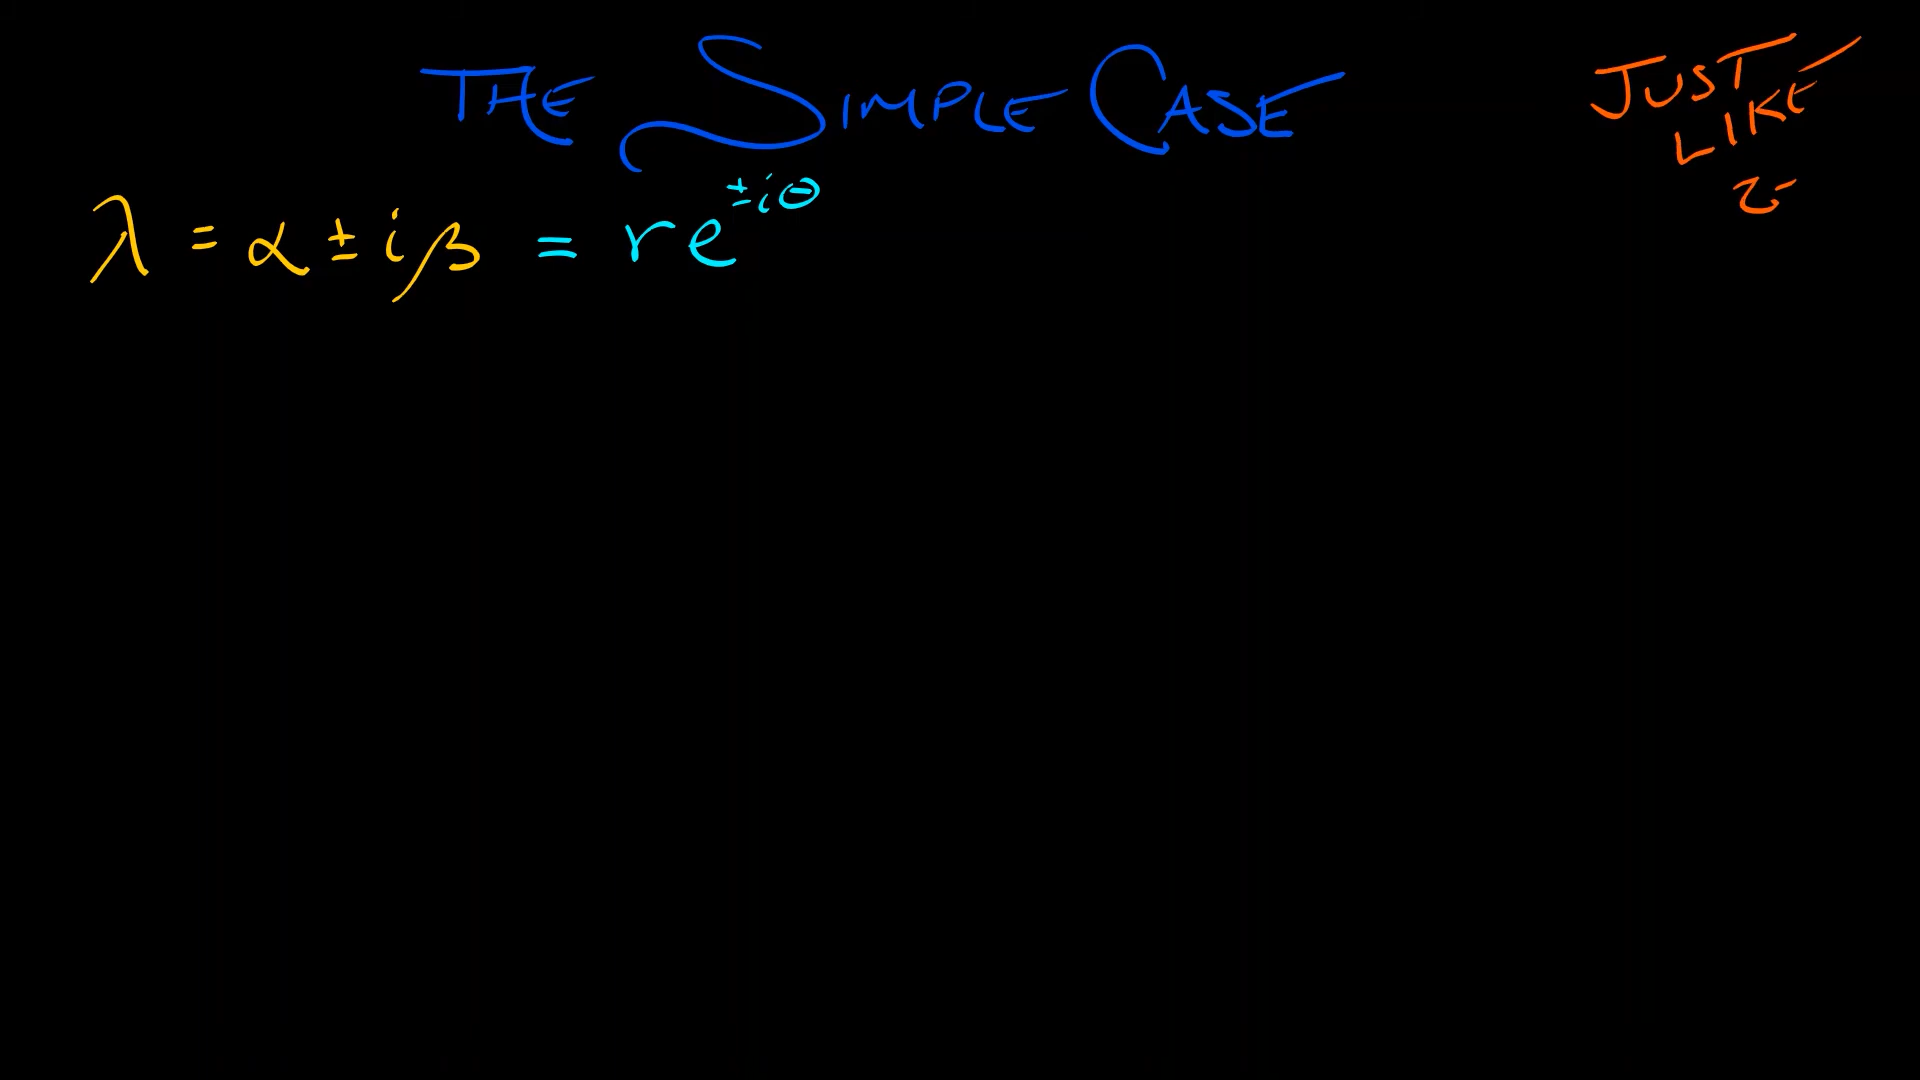 THE SIMPLE CASE
JUST
LIKE
λ = α ± iβ = re^{±iθ}